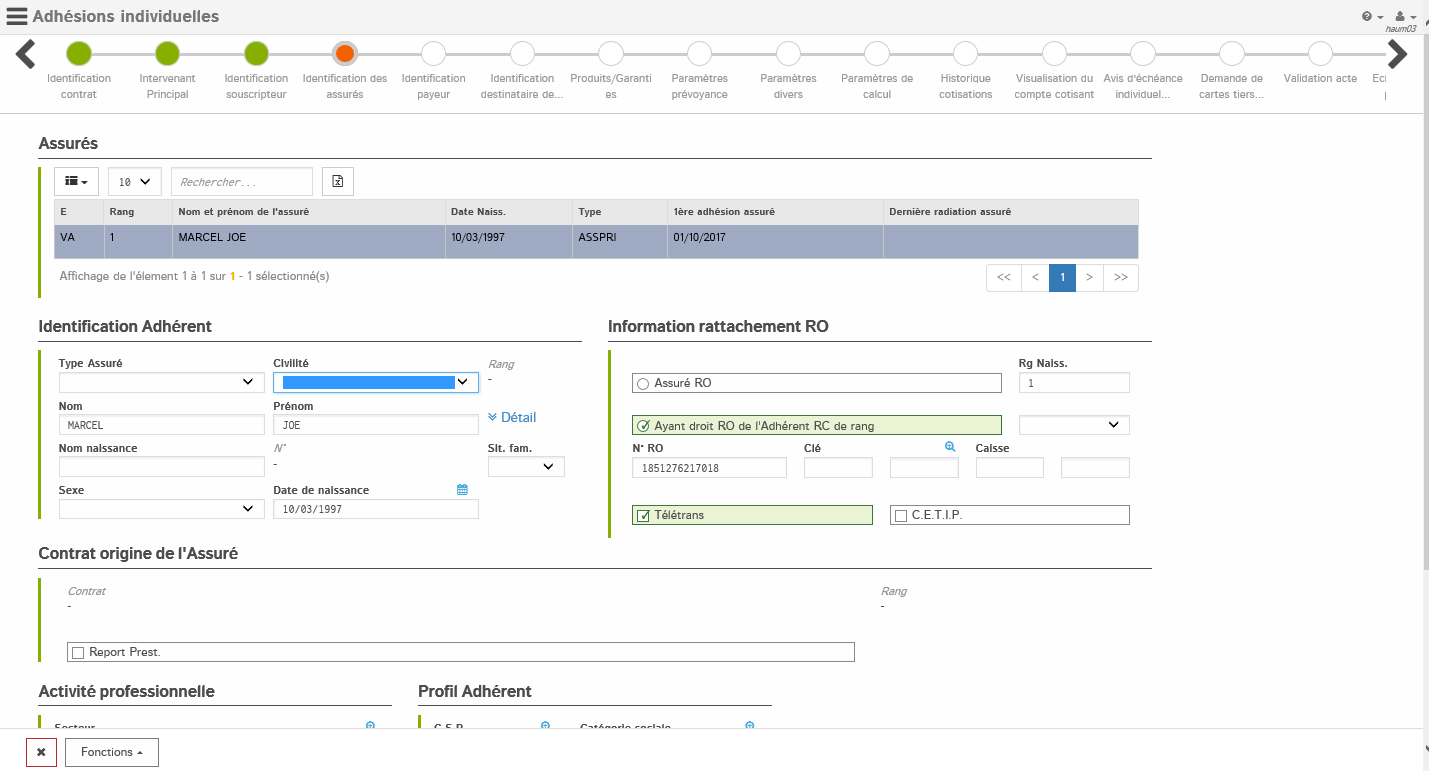 Adhésions individuelles
haum03
Identification contrat
Intervenant Principal
Identification souscripteur
Identification des assurés
Identification payeur
Identification destinataire de...
Produits/Garanti es
Paramètres prévoyance
Paramètres divers
Paramètres de calcul
Historique cotisations
Visualisation du compte cotisant
Avis d'échéance individuel...
Demande de cartes tiers...
Validation acte
Assurés
10 Rechercher...
E Rang Nom et prénom de l'assuré Date Naiss. Type 1ère adhésion assuré Dernière radiation assuré
VA 1 MARCEL JOE 10/03/1997 ASSPRI 01/10/2017
Affichage de l'élement 1 à 1 sur 1 - 1 sélectionné(s)
<< < 1 > >>
Identification Adhérent
Type Assuré Civilité Rang
-
Nom Prénom
MARCEL JOE Détail
Nom naissance N° Sit. fam.
-
Sexe Date de naissance
10/03/1997
Information rattachement RO
Rg Naiss.
Assuré RO 1
Ayant droit RO de l'Adhérent RC de rang
N° RO Clé Caisse
1851276217018
Télétrans C.E.T.I.P.
Contrat origine de l'Assuré
Contrat Rang
- -
Report Prest.
Activité professionnelle Profil Adhérent
Secteur C.S.P. Catégorie sociale
Fonctions